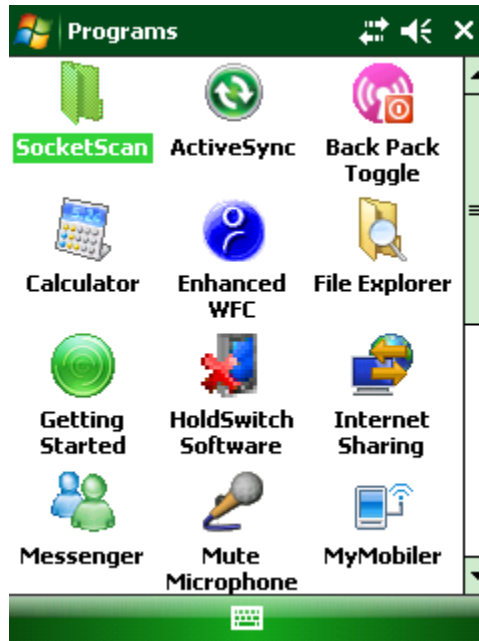 Programs
SocketScan ActiveSync Back Pack
Toggle
Calculator Enhanced File Explorer
WFC
Getting HoldSwitch Internet
Started Software Sharing
Messenger Mute MyMobiler
Microphone